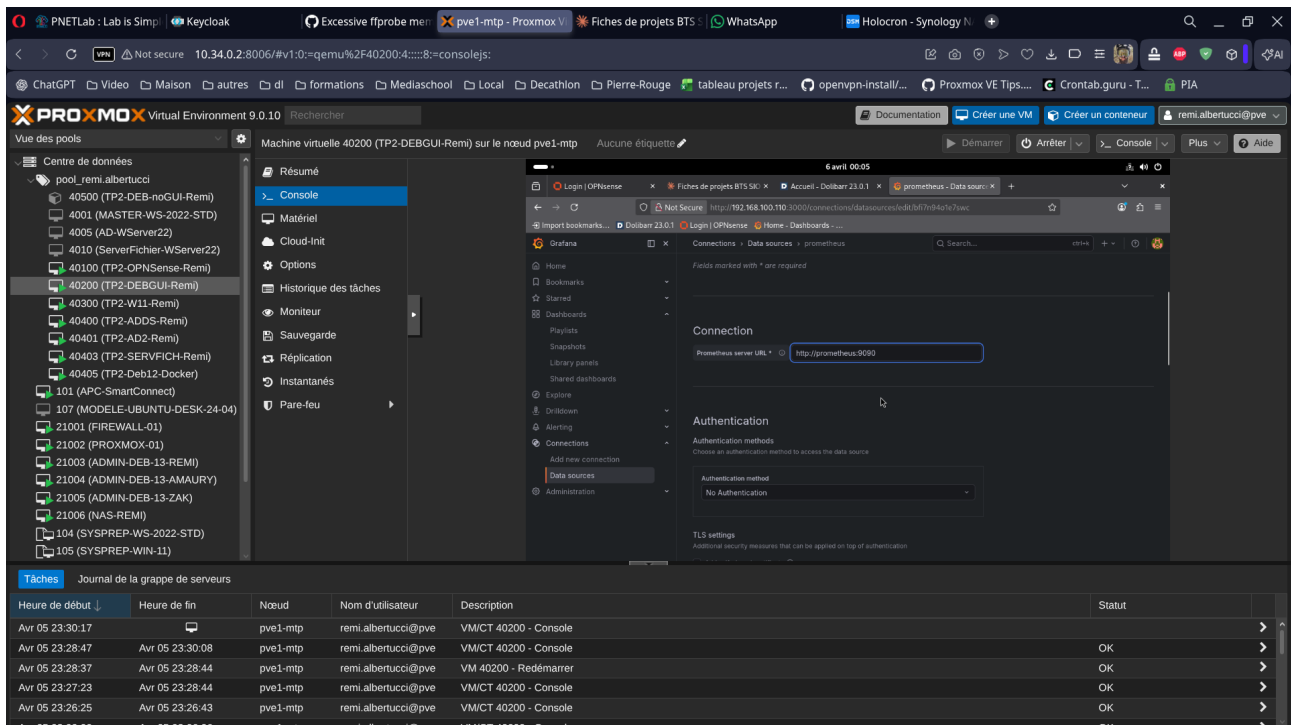 PNETLab : Lab is Simpl
Keycloak
Excessive ffprobe mem
pve1-mtp - Proxmox Vi
Fiches de projets BTS S
WhatsApp
Holocron - Synology N
VPN Not secure 10.34.0.2:8006/#v1:0:=qemu%2F40200:4:::::8:=consolejs:
AI
ChatGPT Video Maison autres dl formations Mediaschool Local Decathlon Pierre-Rouge tableau projets r... openvpn-install/... Proxmox VE Tips.... Crontab.guru - T... PIA
PROXMOX Virtual Environment 9.0.10 Rechercher Documentation Créer une VM Créer un conteneur remi.albertucci@pve
Vue des pools
Machine virtuelle 40200 (TP2-DEBGUI-Remi) sur le nœud pve1-mtp Aucune étiquette Démarrer Arrêter Console Plus Aide
Centre de données
pool_remi.albertucci
40500 (TP2-DEB-noGUI-Remi)
4001 (MASTER-WS-2022-STD)
4005 (AD-WServer22)
4010 (ServerFichier-WServer22)
40100 (TP2-OPNSense-Remi)
40200 (TP2-DEBGUI-Remi)
40300 (TP2-W11-Remi)
40400 (TP2-ADDS-Remi)
40401 (TP2-AD2-Remi)
40403 (TP2-SERVFICH-Remi)
40405 (TP2-Deb12-Docker)
101 (APC-SmartConnect)
107 (MODELE-UBUNTU-DESK-24-04)
21001 (FIREWALL-01)
21002 (PROXMOX-01)
21003 (ADMIN-DEB-13-REMI)
21004 (ADMIN-DEB-13-AMAURY)
21005 (ADMIN-DEB-13-ZAK)
21006 (NAS-REMI)
104 (SYSPREP-WS-2022-STD)
105 (SYSPREP-WIN-11)
Résumé
Console
Matériel
Cloud-Init
Options
Historique des tâches
Moniteur
Sauvegarde
Réplication
Instantanés
Pare-feu
6 avril 00:05
Login | OPNsense
Fiches de projets BTS SIO
Accueil - Dolibarr 23.0.1
prometheus - Data source
Not Secure http://192.168.100.110:3000/connections/datasources/edit/bfi7n94o1e7swc
Import bookmarks... Dolibarr 23.0.1 Login | OPNsense Home - Dashboards - ...
Grafana
Connections > Data sources > prometheus
Search... ctrl+k
Home
Bookmarks
Starred
Dashboards
Playlists
Snapshots
Library panels
Shared dashboards
Explore
Drilldown
Alerting
Connections
Add new connection
Data sources
Administration
Fields marked with * are required
Connection
Prometheus server URL * http://prometheus:9090
Authentication
Authentication methods
Choose an authentication method to access the data source
Authentication method
No Authentication
TLS settings
Additional security measures that can be applied on top of authentication
Tâches Journal de la grappe de serveurs
Heure de début Heure de fin Nœud Nom d'utilisateur Description Statut
Avr 05 23:30:17 pve1-mtp remi.albertucci@pve VM/CT 40200 - Console
Avr 05 23:28:47 Avr 05 23:30:08 pve1-mtp remi.albertucci@pve VM/CT 40200 - Console OK
Avr 05 23:28:37 Avr 05 23:28:44 pve1-mtp remi.albertucci@pve VM 40200 - Redémarrer OK
Avr 05 23:27:23 Avr 05 23:28:44 pve1-mtp remi.albertucci@pve VM/CT 40200 - Console OK
Avr 05 23:26:25 Avr 05 23:26:43 pve1-mtp remi.albertucci@pve VM/CT 40200 - Console OK